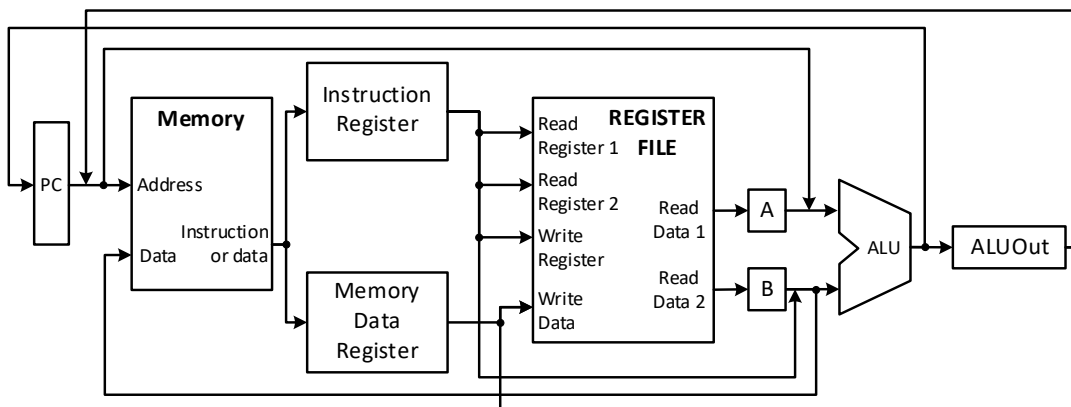 PC
Memory
Address
Instruction
or data
Data
Instruction
Register
Memory
Data
Register
REGISTER
FILE
Read
Register 1
Read
Register 2
Write
Register
Write
Data
Read
Data 1
Read
Data 2
A
B
ALU
ALUOut